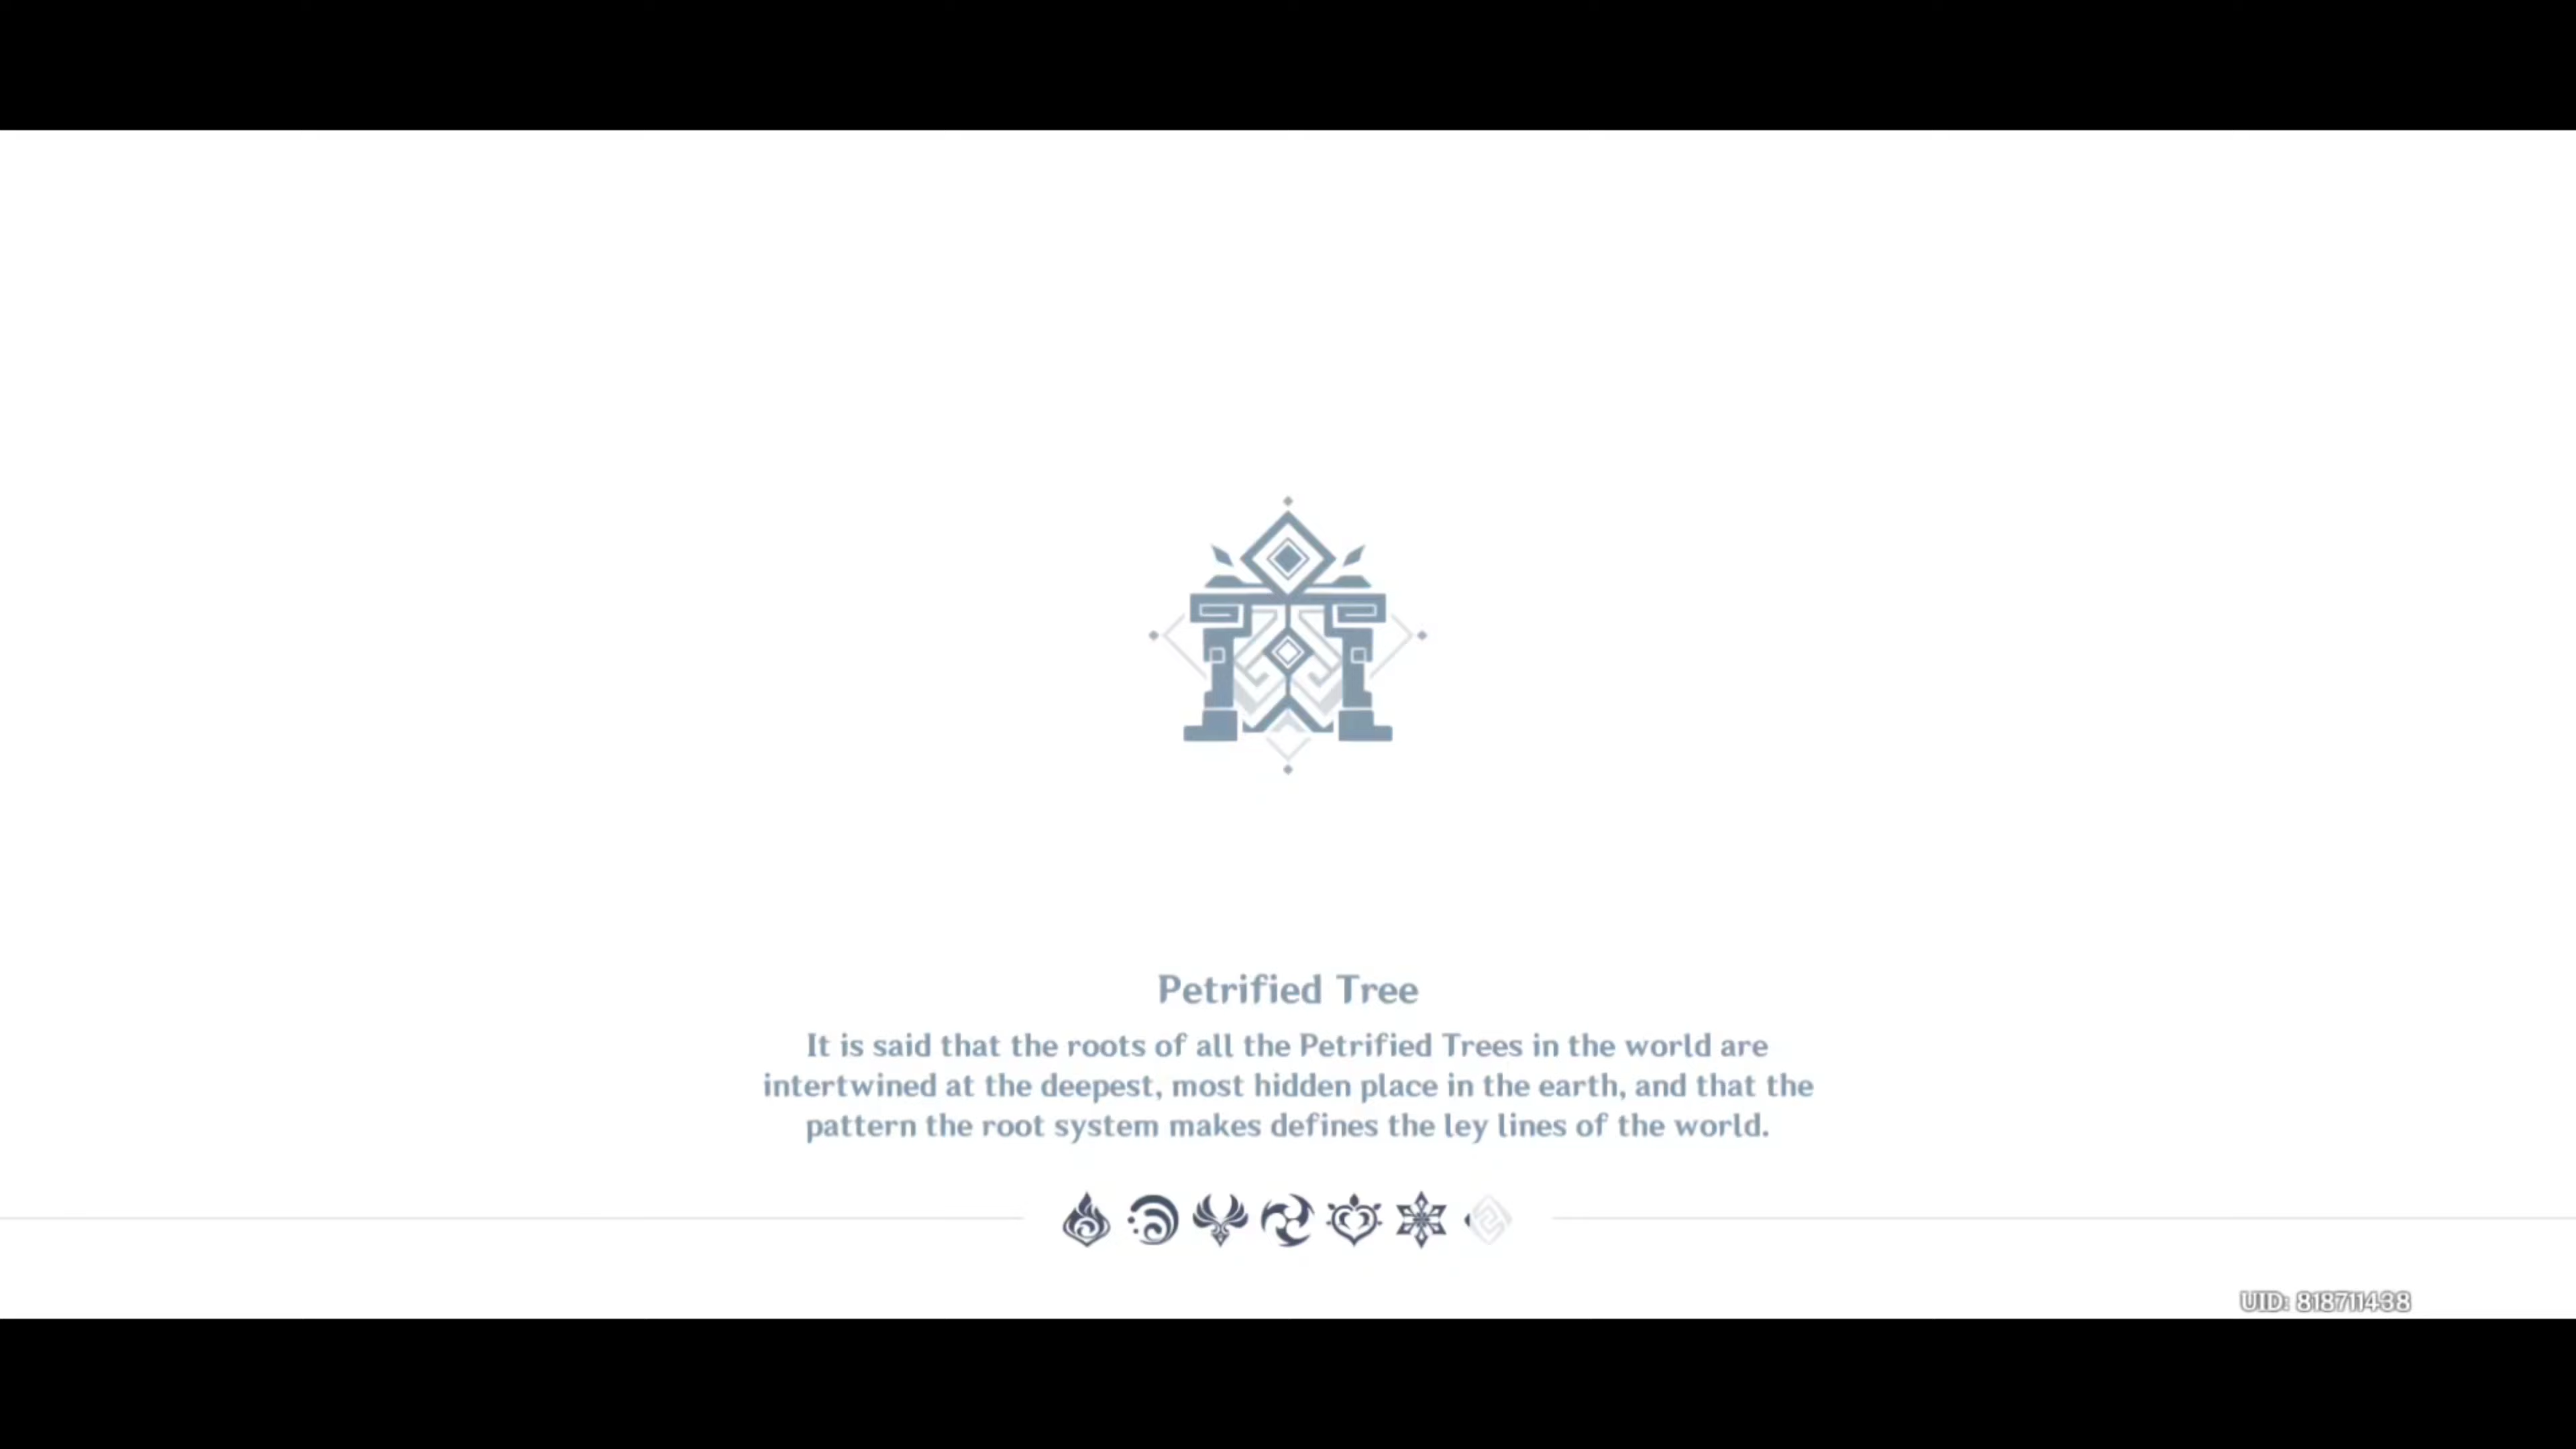 Petrified Tree
It is said that the roots of all the Petrified Trees in the world are
intertwined at the deepest, most hidden place in the earth, and that the
pattern the root system makes defines the ley lines of the world.
UID: 818711438